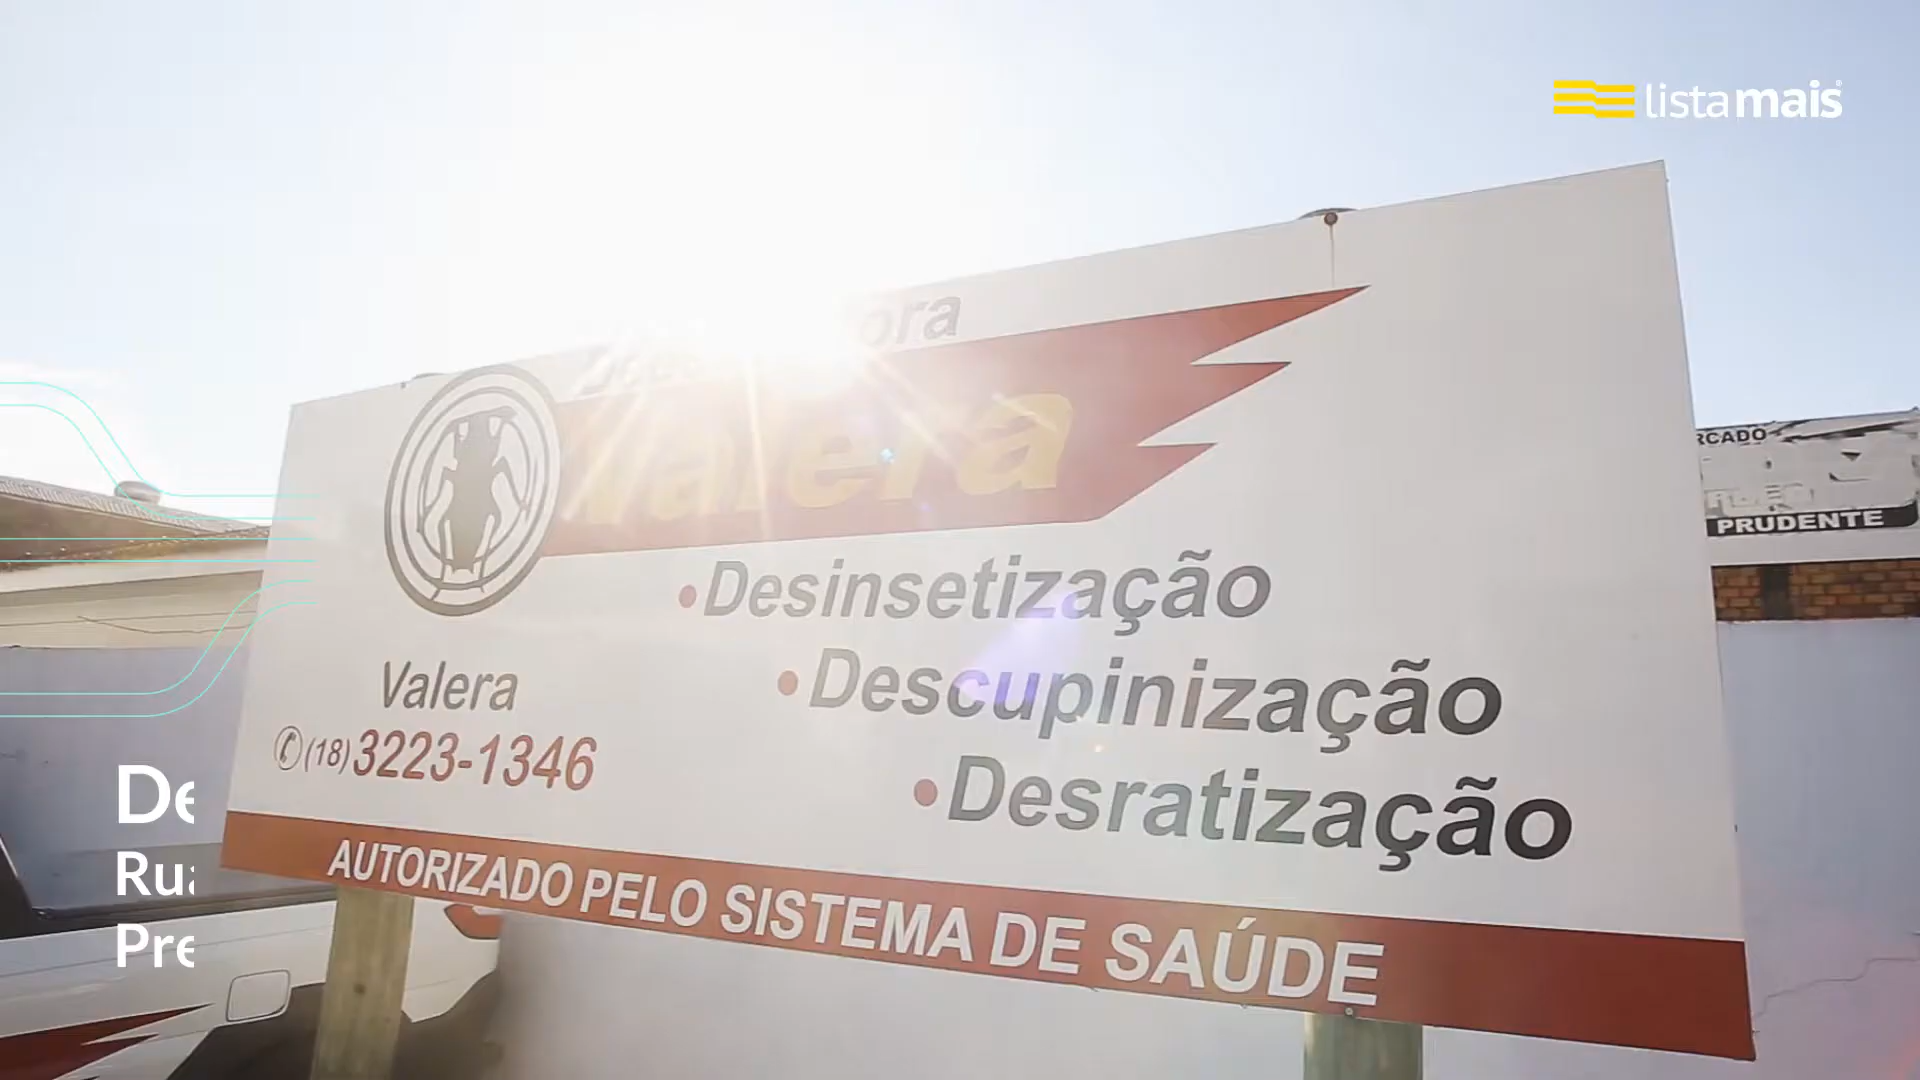 listamais
Valera
•Desinsetização
•Descupinização
•Desratização
Valera
(18)3223-1346
AUTORIZADO PELO SISTEMA DE SAÚDE
PRUDENTE